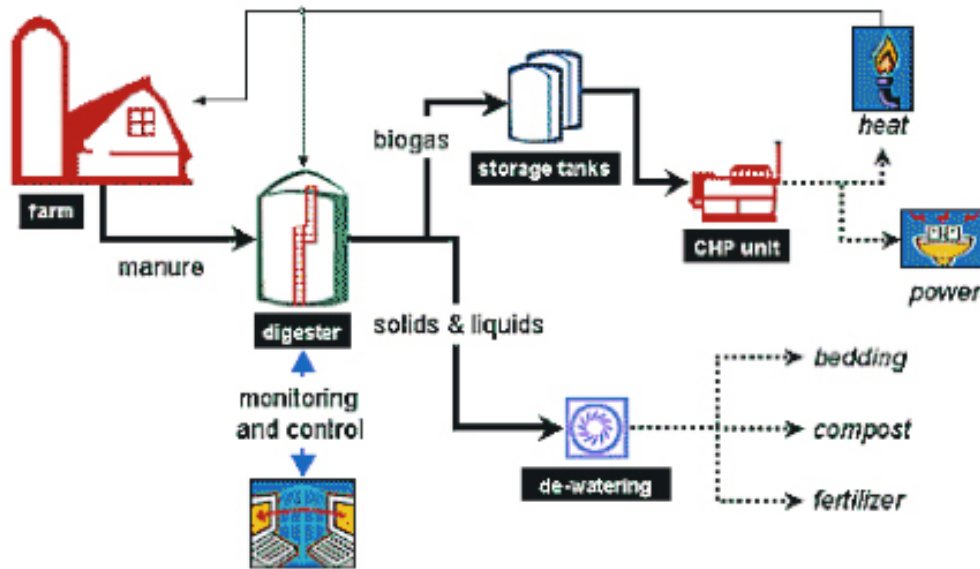 heat
biogas
storage tanks
farm
CHP unit
manure
power
solids & liquids
digester
bedding
monitoring
and control
compost
de-watering
fertilizer